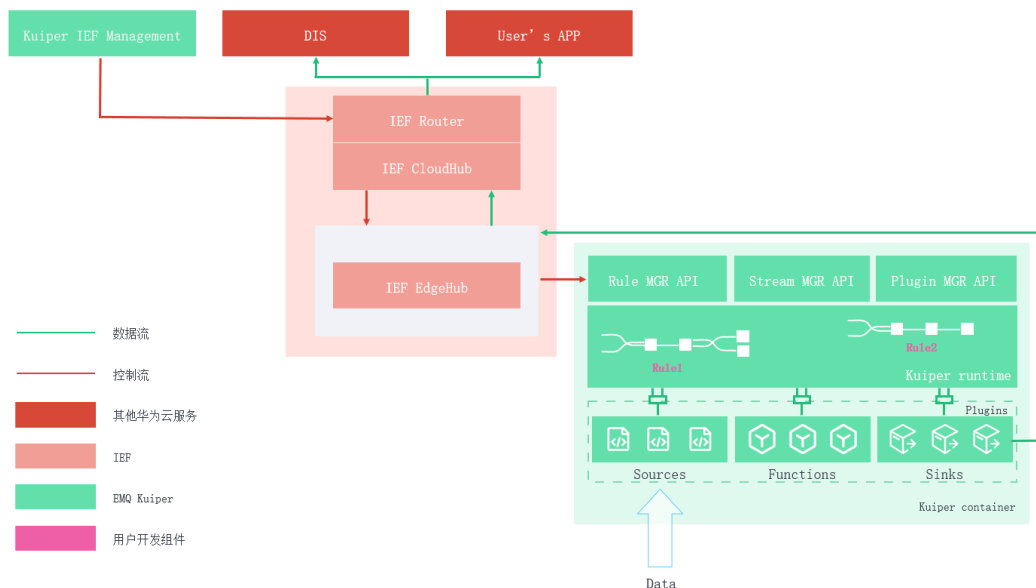 Kuiper IEF Management
DIS
User’s APP
IEF Router
IEF CloudHub
IEF EdgeHub
Rule MGR API
Stream MGR API
Plugin MGR API
Rule1
Rule2
Kuiper runtime
Plugins
Sources
Functions
Sinks
Kuiper container
Data
数据流
控制流
其他华为云服务
IEF
EMQ Kuiper
用户开发组件